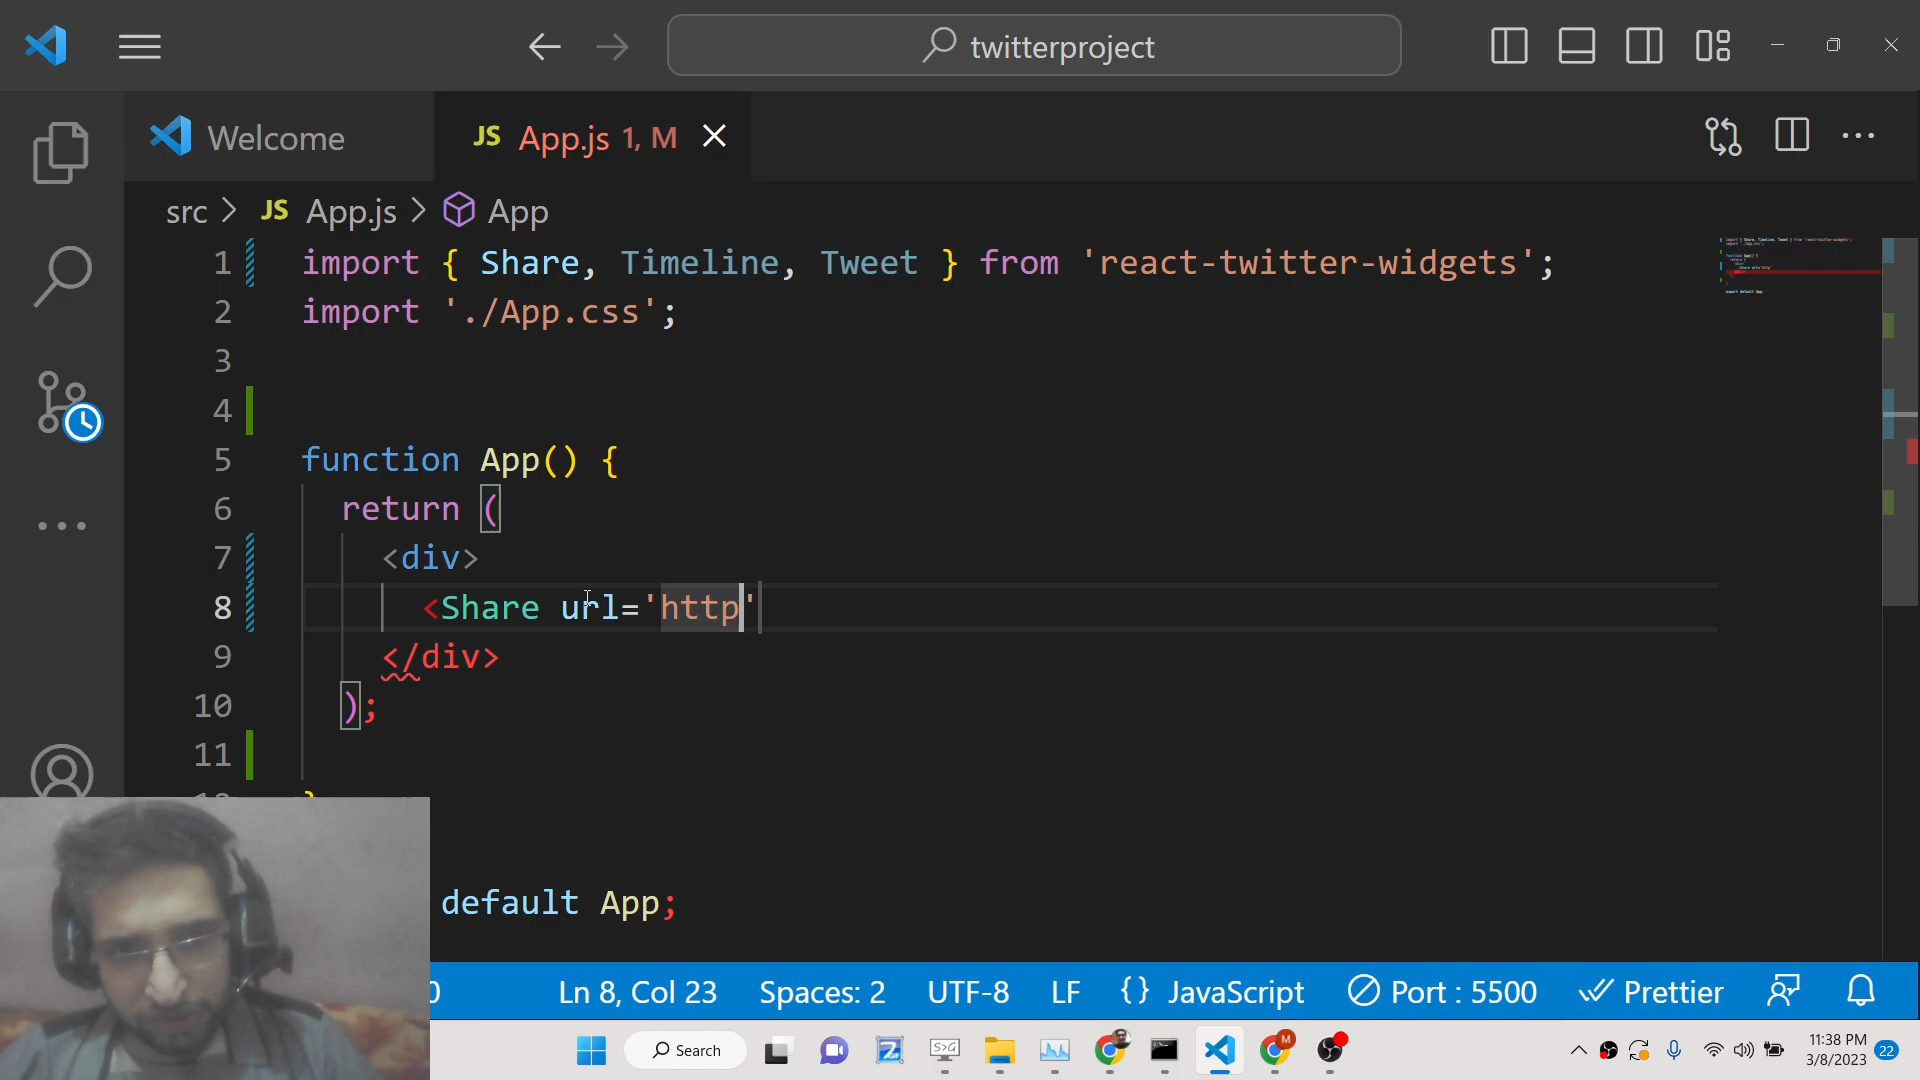 twitterproject
Welcome
JS App.js 1, M
src > JS App.js > App
1 import { Share, Timeline, Tweet } from 'react-twitter-widgets';
2 import './App.css';
3
4
5 function App() {
6 return (
7 <div>
8 <Share url='http'
9 </div>
10 );
11
}
default App;
0 Ln 8, Col 23 Spaces: 2 UTF-8 LF {} JavaScript Port : 5500 Prettier
Search
11:38 PM
3/8/2023 22